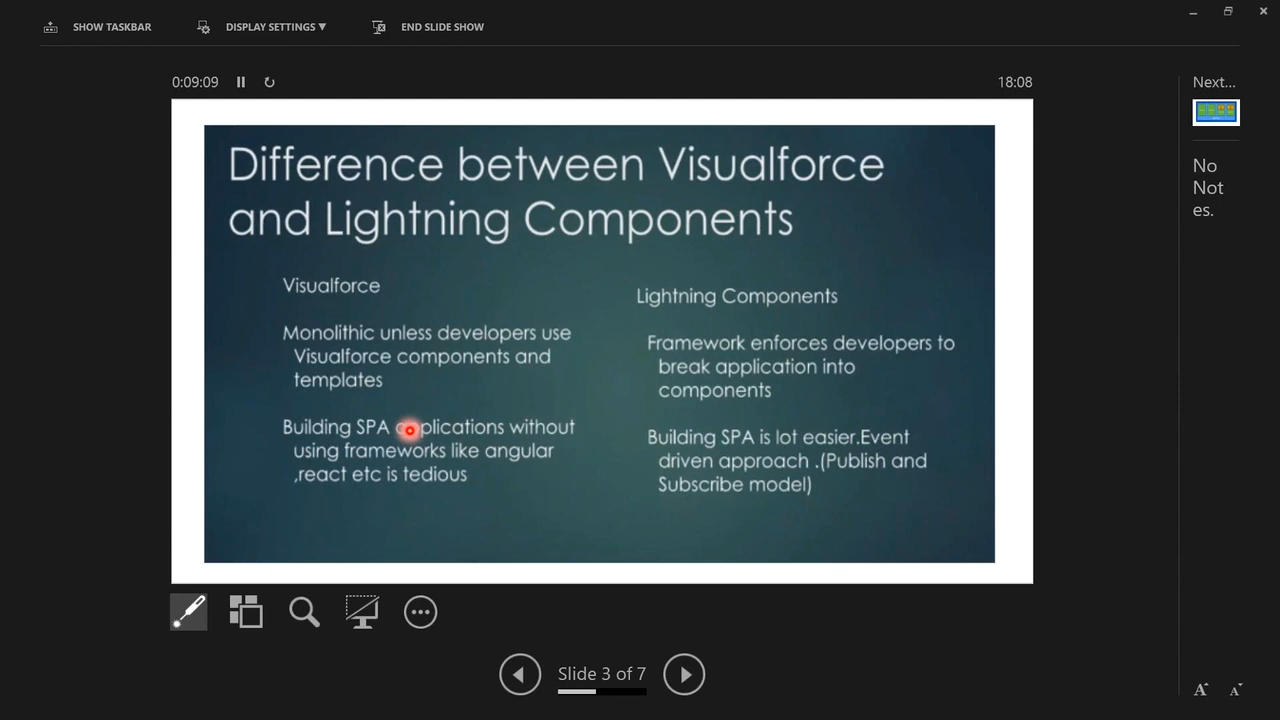 SHOW TASKBAR
DISPLAY SETTINGS ▼
END SLIDE SHOW
0:09:09
18:08
Next...
Difference between Visualforce
and Lightning Components
Visualforce
Monolithic unless developers use
Visualforce components and
templates
Building SPA applications without
using frameworks like angular
,react etc is tedious
Lightning Components
Framework enforces developers to
break application into
components
Building SPA is lot easier.Event
driven approach .(Publish and
Subscribe model)
No
Not
es.
Slide 3 of 7
A A